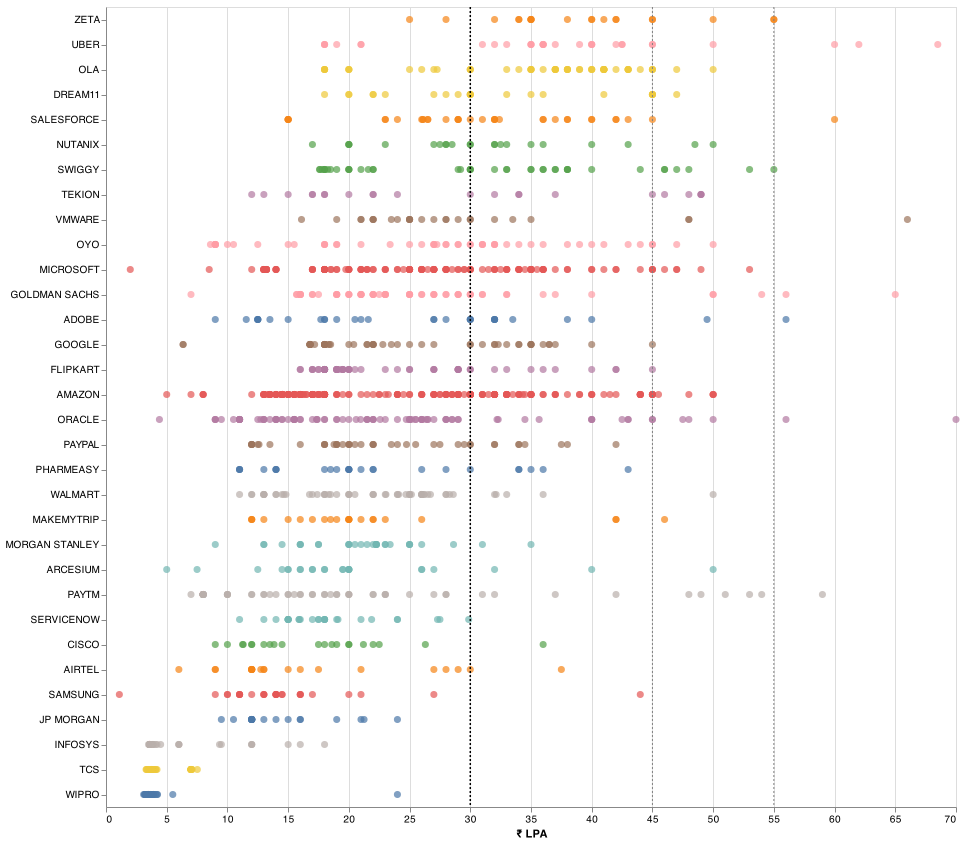 ZETA
UBER
OLA
DREAM11
SALESFORCE
NUTANIX
SWIGGY
TEKION
VMWARE
OYO
MICROSOFT
GOLDMAN SACHS
ADOBE
GOOGLE
FLIPKART
AMAZON
ORACLE
PAYPAL
PHARMEASY
WALMART
MAKEMYTRIP
MORGAN STANLEY
ARCESIUM
PAYTM
SERVICENOW
CISCO
AIRTEL
SAMSUNG
JP MORGAN
INFOSYS
TCS
WIPRO
0 5 10 15 20 25 30 35 40 45 50 55 60 65 70
₹ LPA